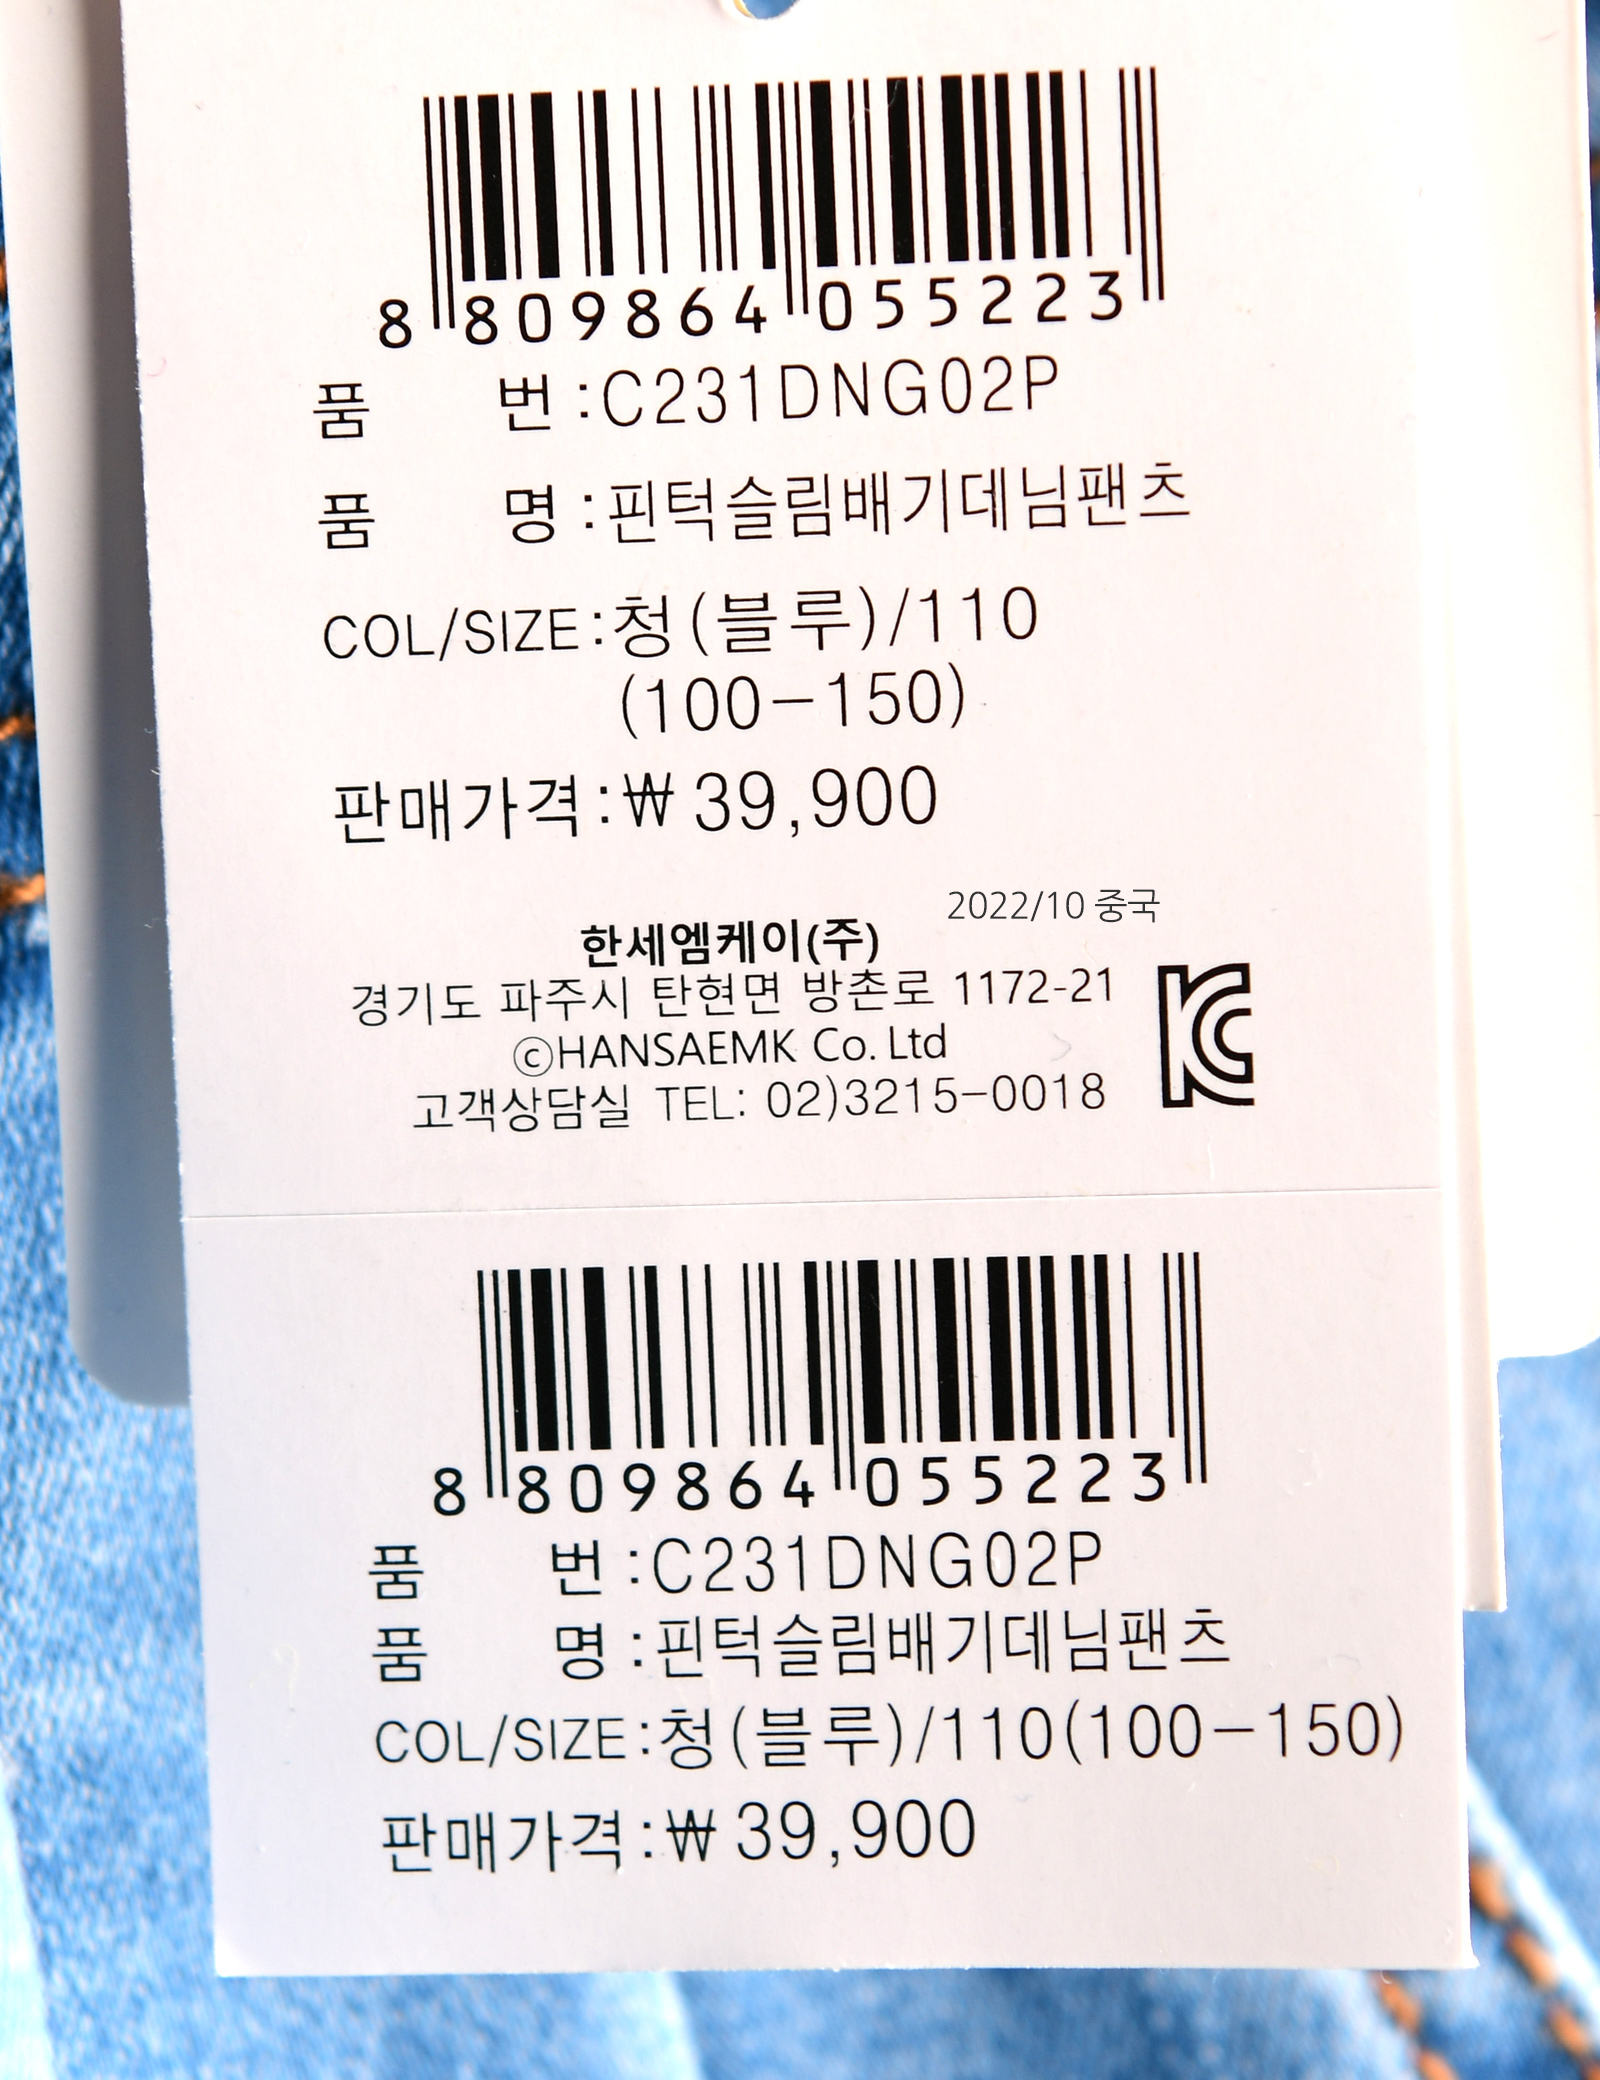 8 809864 055223
품 번 :C231DNG02P
품 명 :핀턱슬림배기데님팬츠
COL/SIZE:청(블루)/110
(100-150)
판매가격:₩ 39,900
2022/10 중국
한세엠케이(주)
경기도 파주시 탄현면 방촌로 1172-21
ⓒHANSAEMK Co. Ltd
고객상담실 TEL: 02)3215-0018
8 809864 055223
품 번 :C231DNG02P
품 명 :핀턱슬림배기데님팬츠
COL/SIZE:청(블루)/110(100-150)
판매가격:₩ 39,900